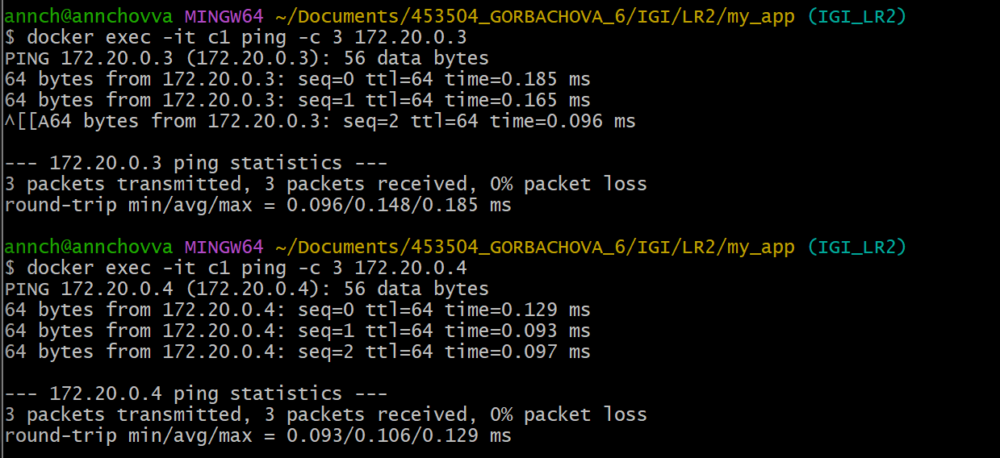 annch@annchovva MINGW64 ~/Documents/453504_GORBACHOVA_6/IGI/LR2/my_app (IGI_LR2)
$ docker exec -it c1 ping -c 3 172.20.0.3
PING 172.20.0.3 (172.20.0.3): 56 data bytes
64 bytes from 172.20.0.3: seq=0 ttl=64 time=0.185 ms
64 bytes from 172.20.0.3: seq=1 ttl=64 time=0.165 ms
^[[A64 bytes from 172.20.0.3: seq=2 ttl=64 time=0.096 ms

--- 172.20.0.3 ping statistics ---
3 packets transmitted, 3 packets received, 0% packet loss
round-trip min/avg/max = 0.096/0.148/0.185 ms

annch@annchovva MINGW64 ~/Documents/453504_GORBACHOVA_6/IGI/LR2/my_app (IGI_LR2)
$ docker exec -it c1 ping -c 3 172.20.0.4
PING 172.20.0.4 (172.20.0.4): 56 data bytes
64 bytes from 172.20.0.4: seq=0 ttl=64 time=0.129 ms
64 bytes from 172.20.0.4: seq=1 ttl=64 time=0.093 ms
64 bytes from 172.20.0.4: seq=2 ttl=64 time=0.097 ms

--- 172.20.0.4 ping statistics ---
3 packets transmitted, 3 packets received, 0% packet loss
round-trip min/avg/max = 0.093/0.106/0.129 ms